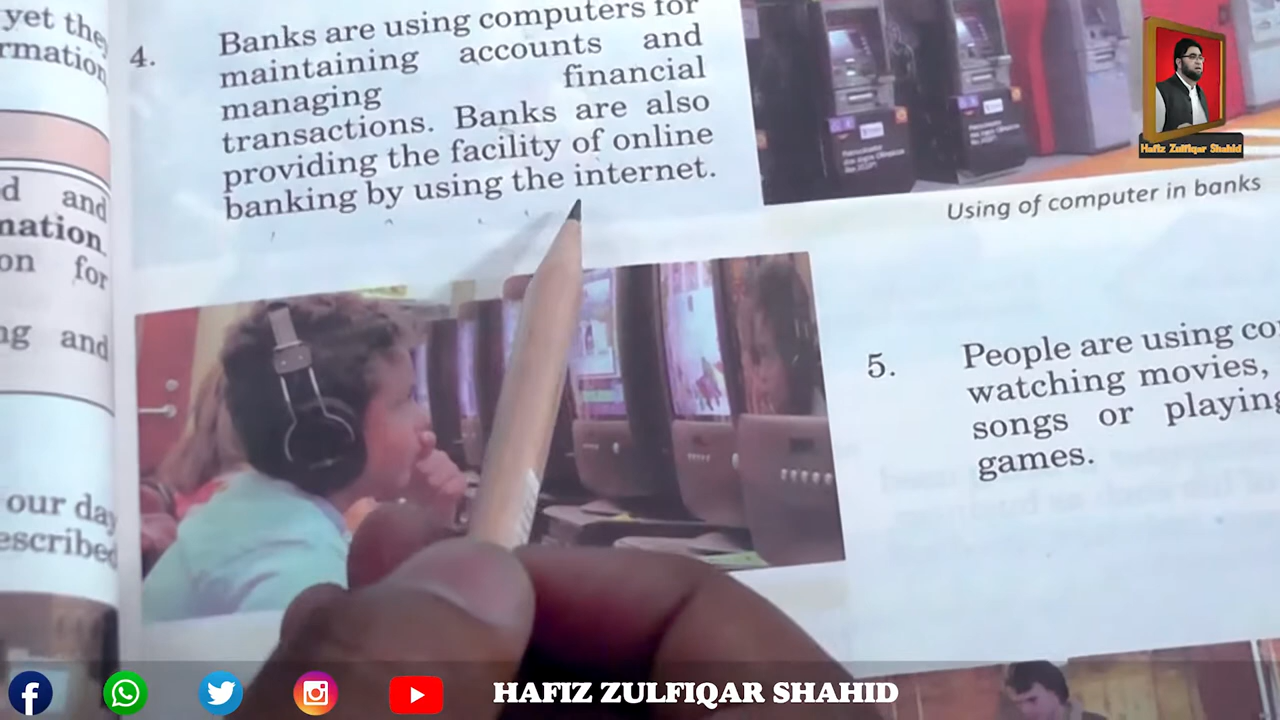 yet they
rmation
d and
mation
on for
ng and
our day
escribed
4. Banks are using computers for
maintaining accounts and
managing financial
transactions. Banks are also
providing the facility of online
banking by using the internet.
Using of computer in banks
5. People are using co
watching movies,
songs or playing
games.
Hafiz Zulfiqar Shahid
HAFIZ ZULFIQAR SHAHID